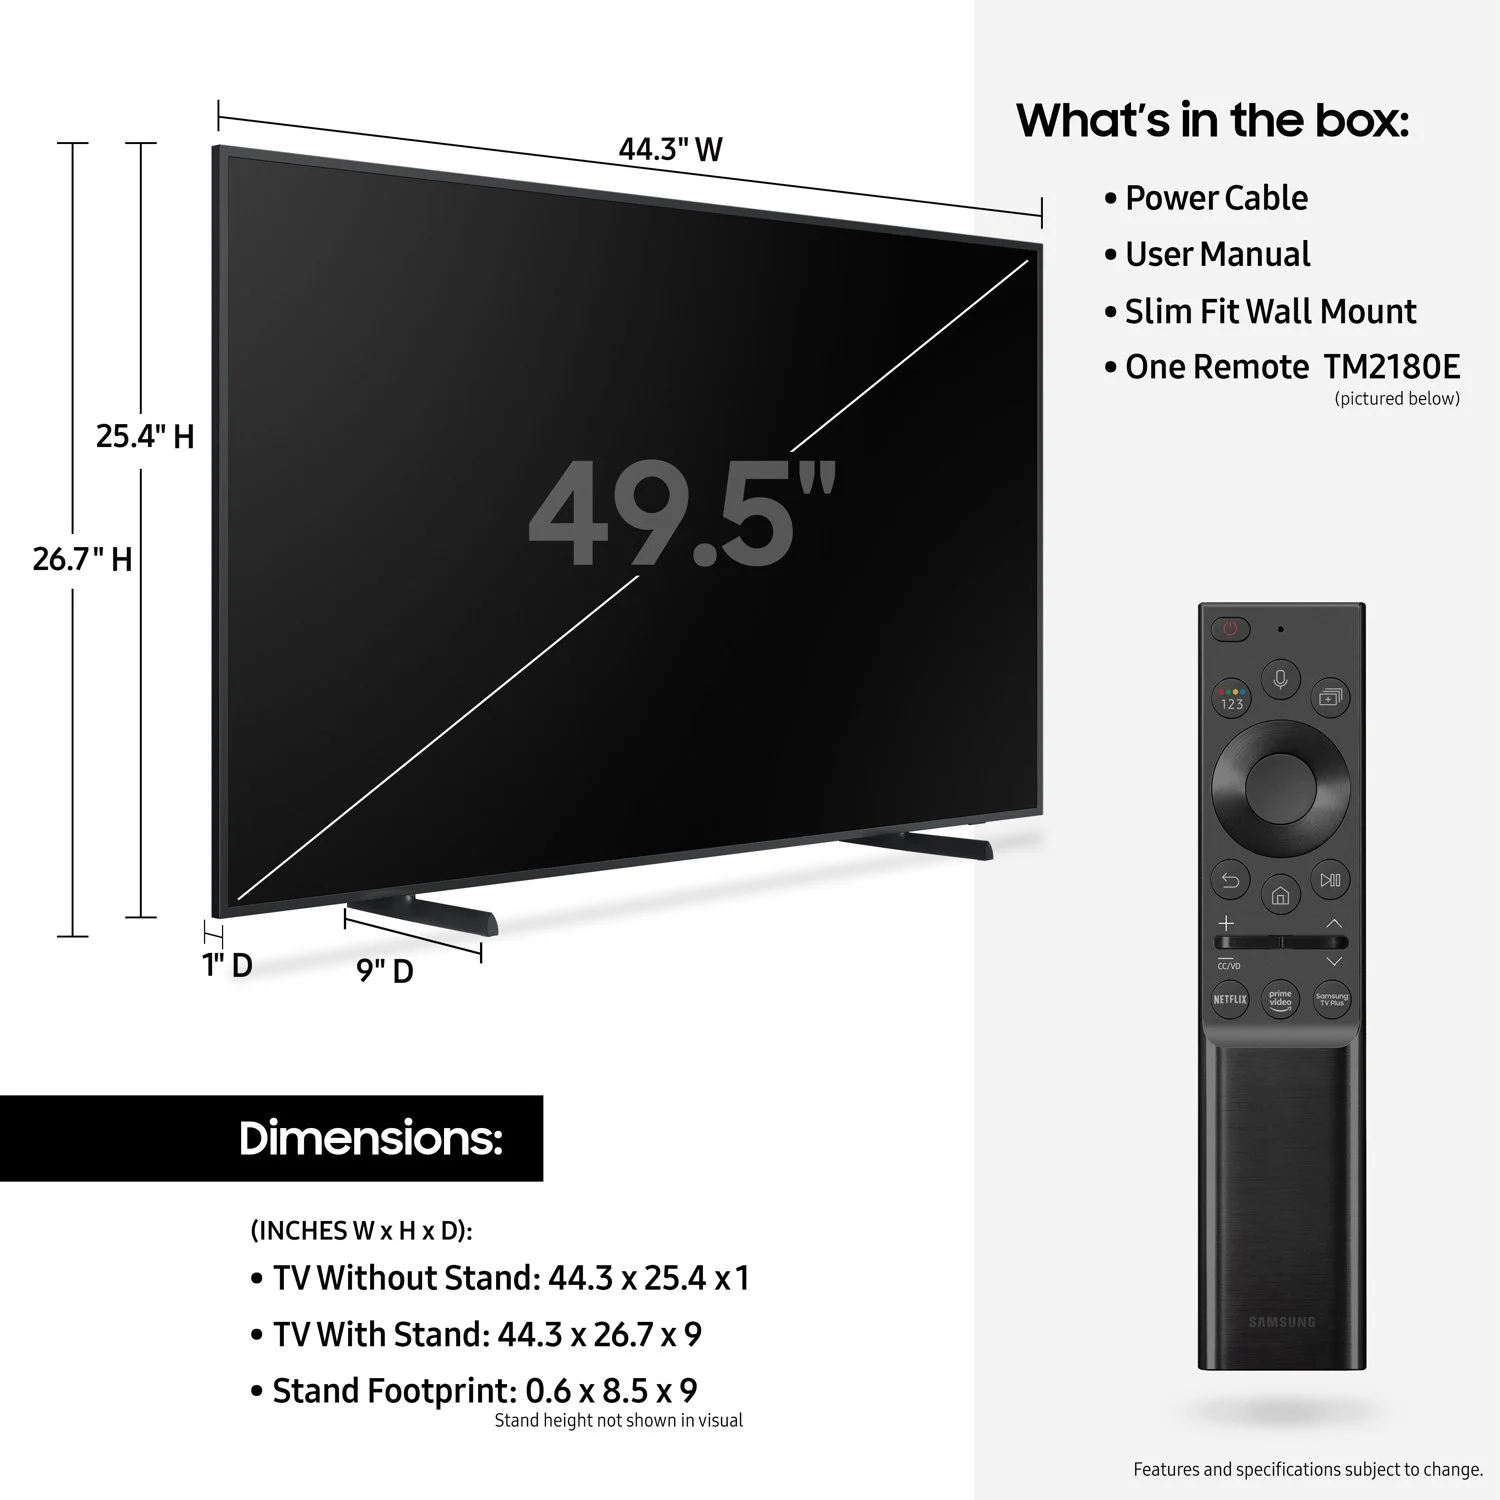 44.3" W
25.4" H
26.7" H
49.5"
1" D
9" D
What's in the box:
• Power Cable
• User Manual
• Slim Fit Wall Mount
• One Remote TM2180E
(pictured below)
123
CC/VD
NETFLIX
prime
video
Samsung
TV Plus
SAMSUNG
Dimensions:
(INCHES W x H x D):
• TV Without Stand: 44.3 x 25.4 x 1
• TV With Stand: 44.3 x 26.7 x 9
• Stand Footprint: 0.6 x 8.5 x 9
Stand height not shown in visual
Features and specifications subject to change.